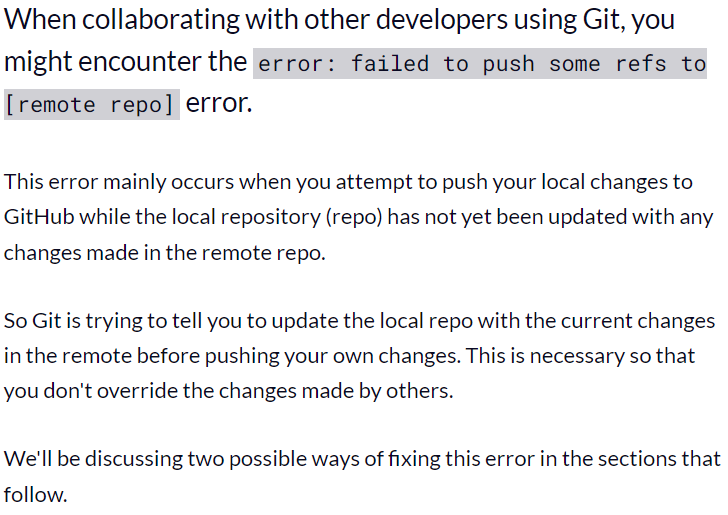 When collaborating with other developers using Git, you
might encounter the error: failed to push some refs to
[remote repo] error.
This error mainly occurs when you attempt to push your local changes to
GitHub while the local repository (repo) has not yet been updated with any
changes made in the remote repo.
So Git is trying to tell you to update the local repo with the current changes
in the remote before pushing your own changes. This is necessary so that
you don't override the changes made by others.
We'll be discussing two possible ways of fixing this error in the sections that
follow.